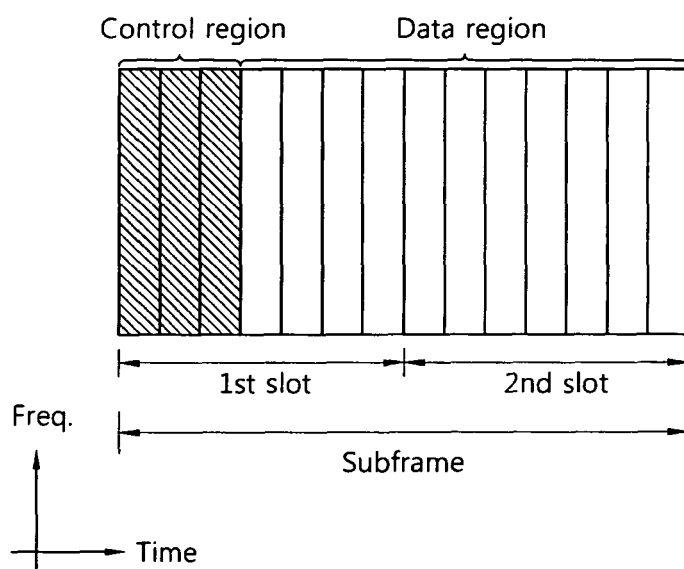 Control region
Data region
1st slot
2nd slot
Freq.
Subframe
Time